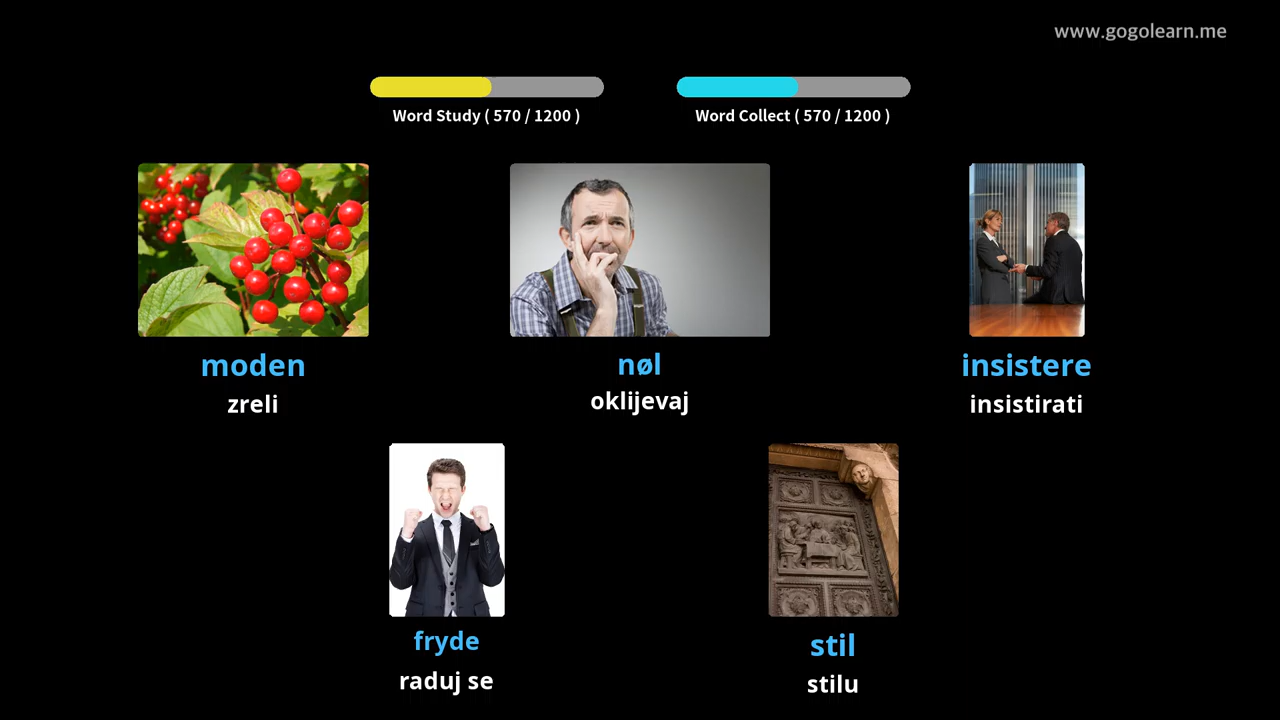 www.gogolearn.me
Word Study ( 570 / 1200 )
Word Collect ( 570 / 1200 )
moden
zreli
nøl
oklijevaj
insistere
insistirati
fryde
raduj se
stil
stilu